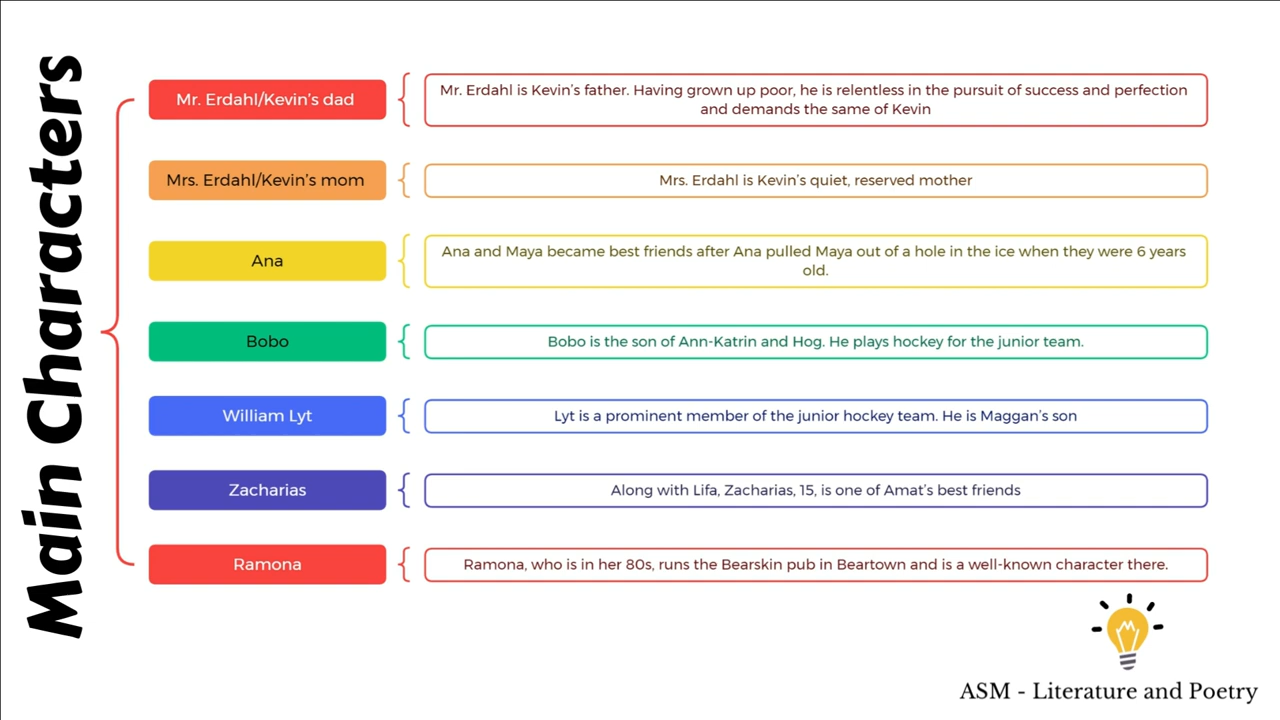 Main Characters
Mr. Erdahl/Kevin's dad
Mr. Erdahl is Kevin's father. Having grown up poor, he is relentless in the pursuit of success and perfection
and demands the same of Kevin
Mrs. Erdahl/Kevin's mom
Mrs. Erdahl is Kevin's quiet, reserved mother
Ana
Ana and Maya became best friends after Ana pulled Maya out of a hole in the ice when they were 6 years
old.
Bobo
Bobo is the son of Ann-Katrin and Hog. He plays hockey for the junior team.
William Lyt
Lyt is a prominent member of the junior hockey team. He is Maggan's son
Zacharias
Along with Lifa, Zacharias, 15, is one of Amat's best friends
Ramona
Ramona, who is in her 80s, runs the Bearskin pub in Beartown and is a well-known character there.
ASM - Literature and Poetry